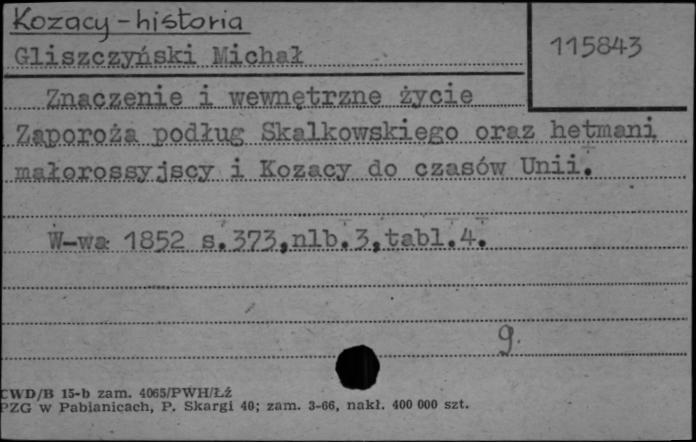 Kozacy - historia
Gliszczyński Michał
115843
Znaczenie i wewnętrzne życie
Zaporoża podług Skalkowskiego oraz hetmani
małorossyjscy i Kozacy do czasów Unii.
W-wa 1852 s.373,nlb.3,tabl.4.
9.
CWD/B 15-b zam. 4065/PWH/Łź
PZG w Pabianicach, P. Skargi 40; zam. 3-66, nakł. 400 000 szt.